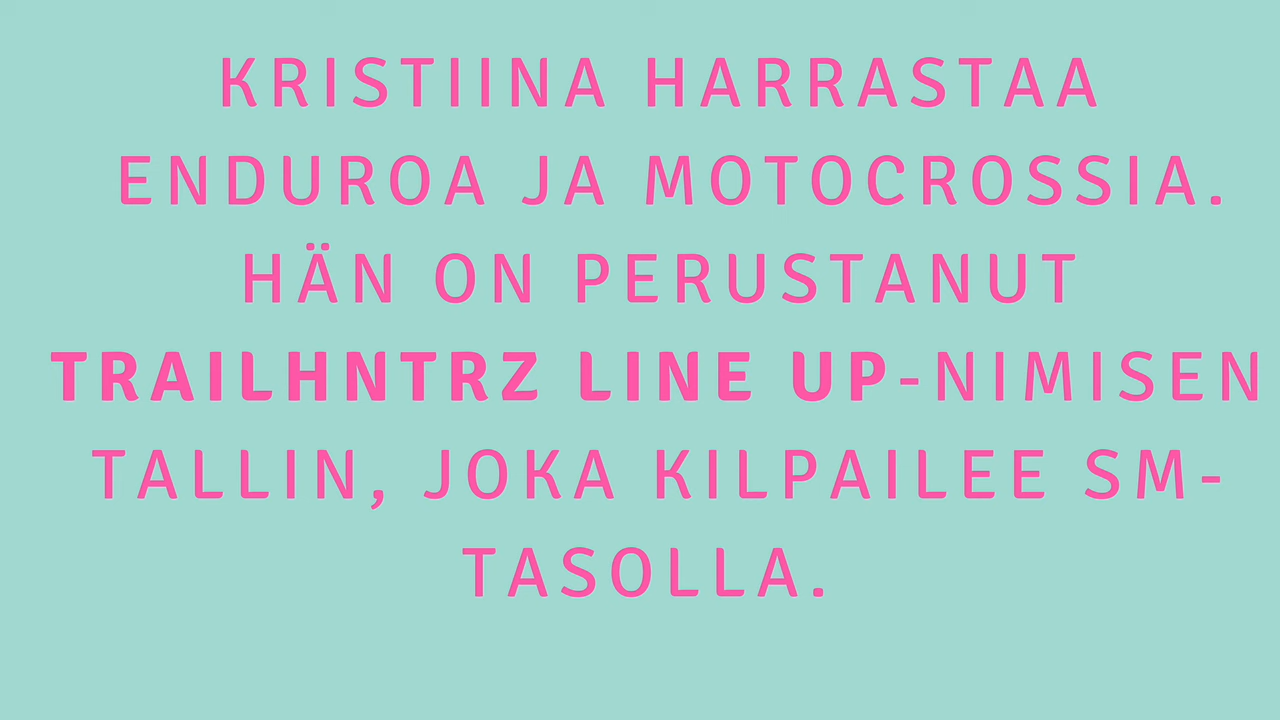 KRISTIINA HARRASTAA
ENDUROA JA MOTOCROSSIA.
HÄN ON PERUSTANUT
TRAILHNTRZ LINE UP-NIMISEN
TALLIN, JOKA KILPAILEE SM-
TASOLLA.